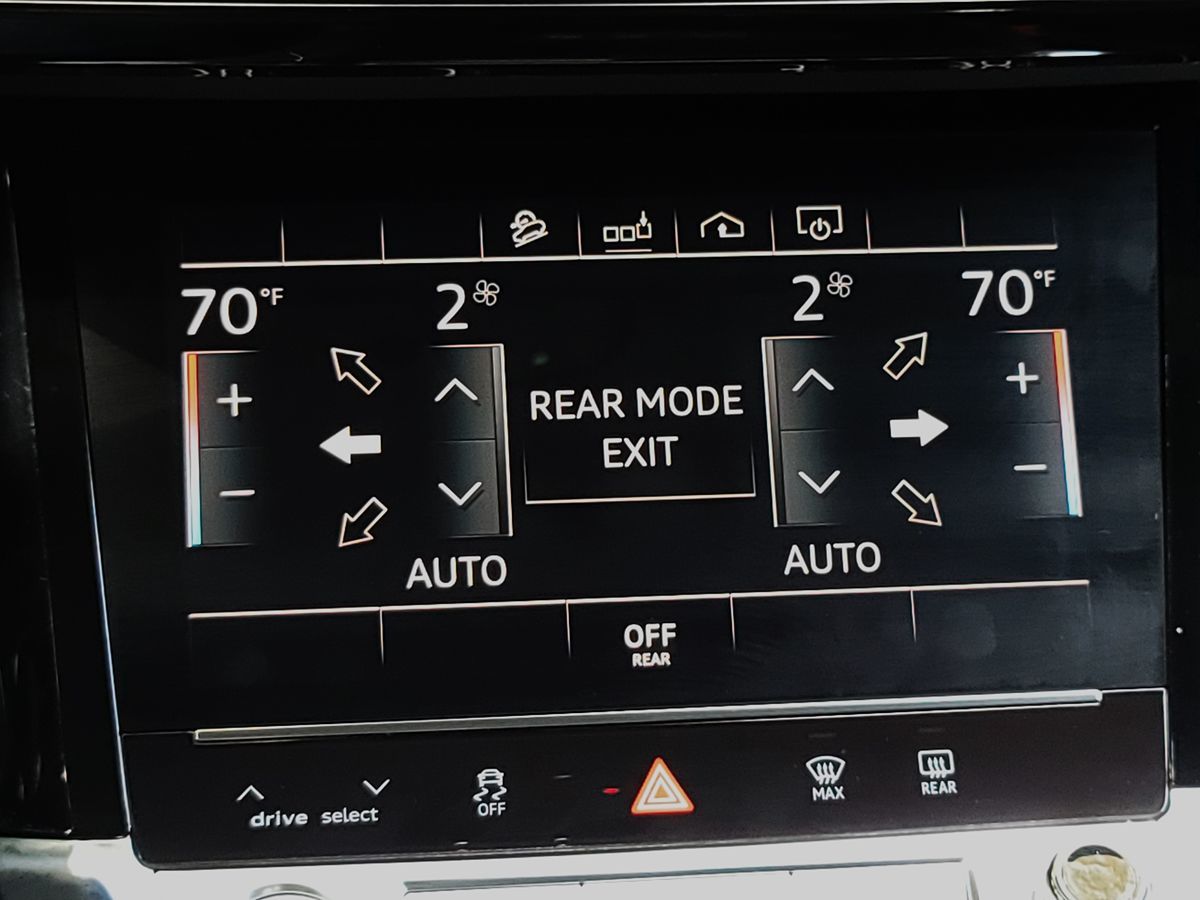 70°F 2 2 70°F
+ +
REAR MODE
EXIT
- -
AUTO AUTO
OFF
REAR
drive select OFF MAX REAR